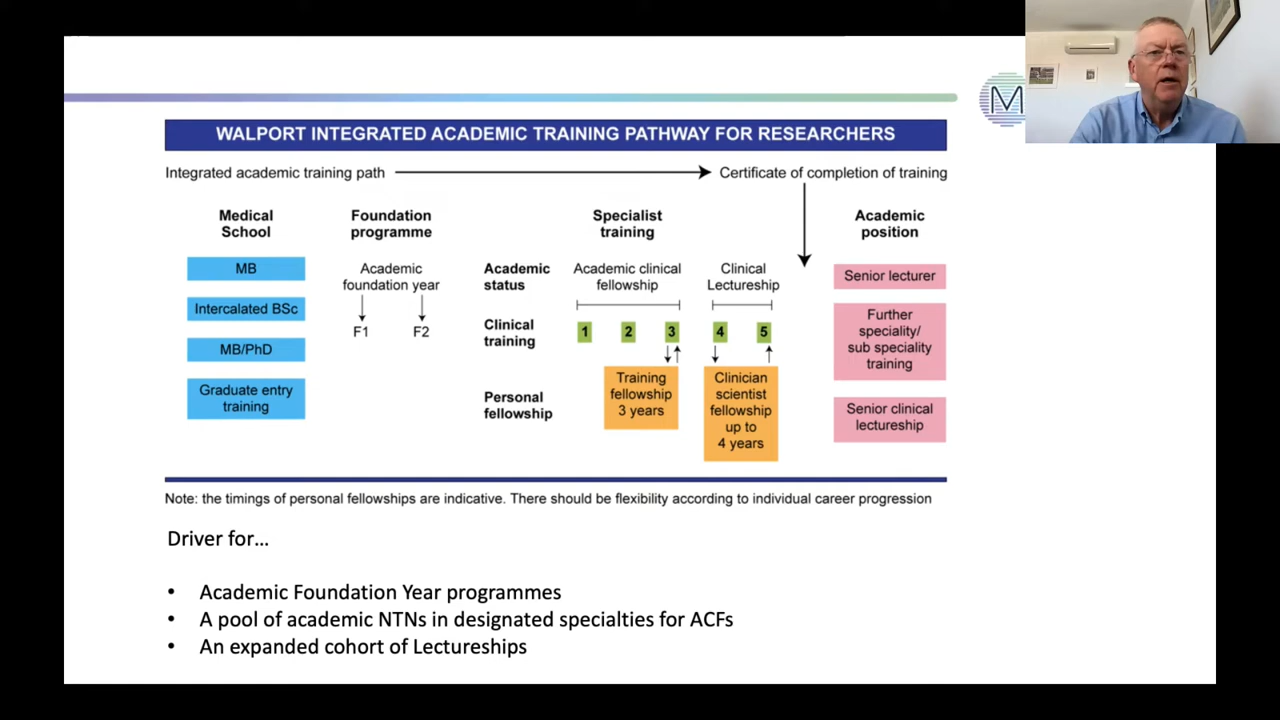 M
WALPORT INTEGRATED ACADEMIC TRAINING PATHWAY FOR RESEARCHERS
Integrated academic training path
Certificate of completion of training
Medical
School
MB
Intercalated BSc
MB/PhD
Graduate entry
training
Foundation
programme
Academic
foundation year
F1
F2
Specialist
training
Academic
status
Academic clinical
fellowship
Clinical
Lectureship
Clinical
training
1
2
3
4
5
Personal
fellowship
Training
fellowship
3 years
Clinician
scientist
fellowship
up to
4 years
Academic
position
Senior lecturer
Further
speciality/
sub speciality
training
Senior clinical
lectureship
Note: the timings of personal fellowships are indicative. There should be flexibility according to individual career progression
Driver for...
• Academic Foundation Year programmes
• A pool of academic NTNs in designated specialties for ACFs
• An expanded cohort of Lectureships